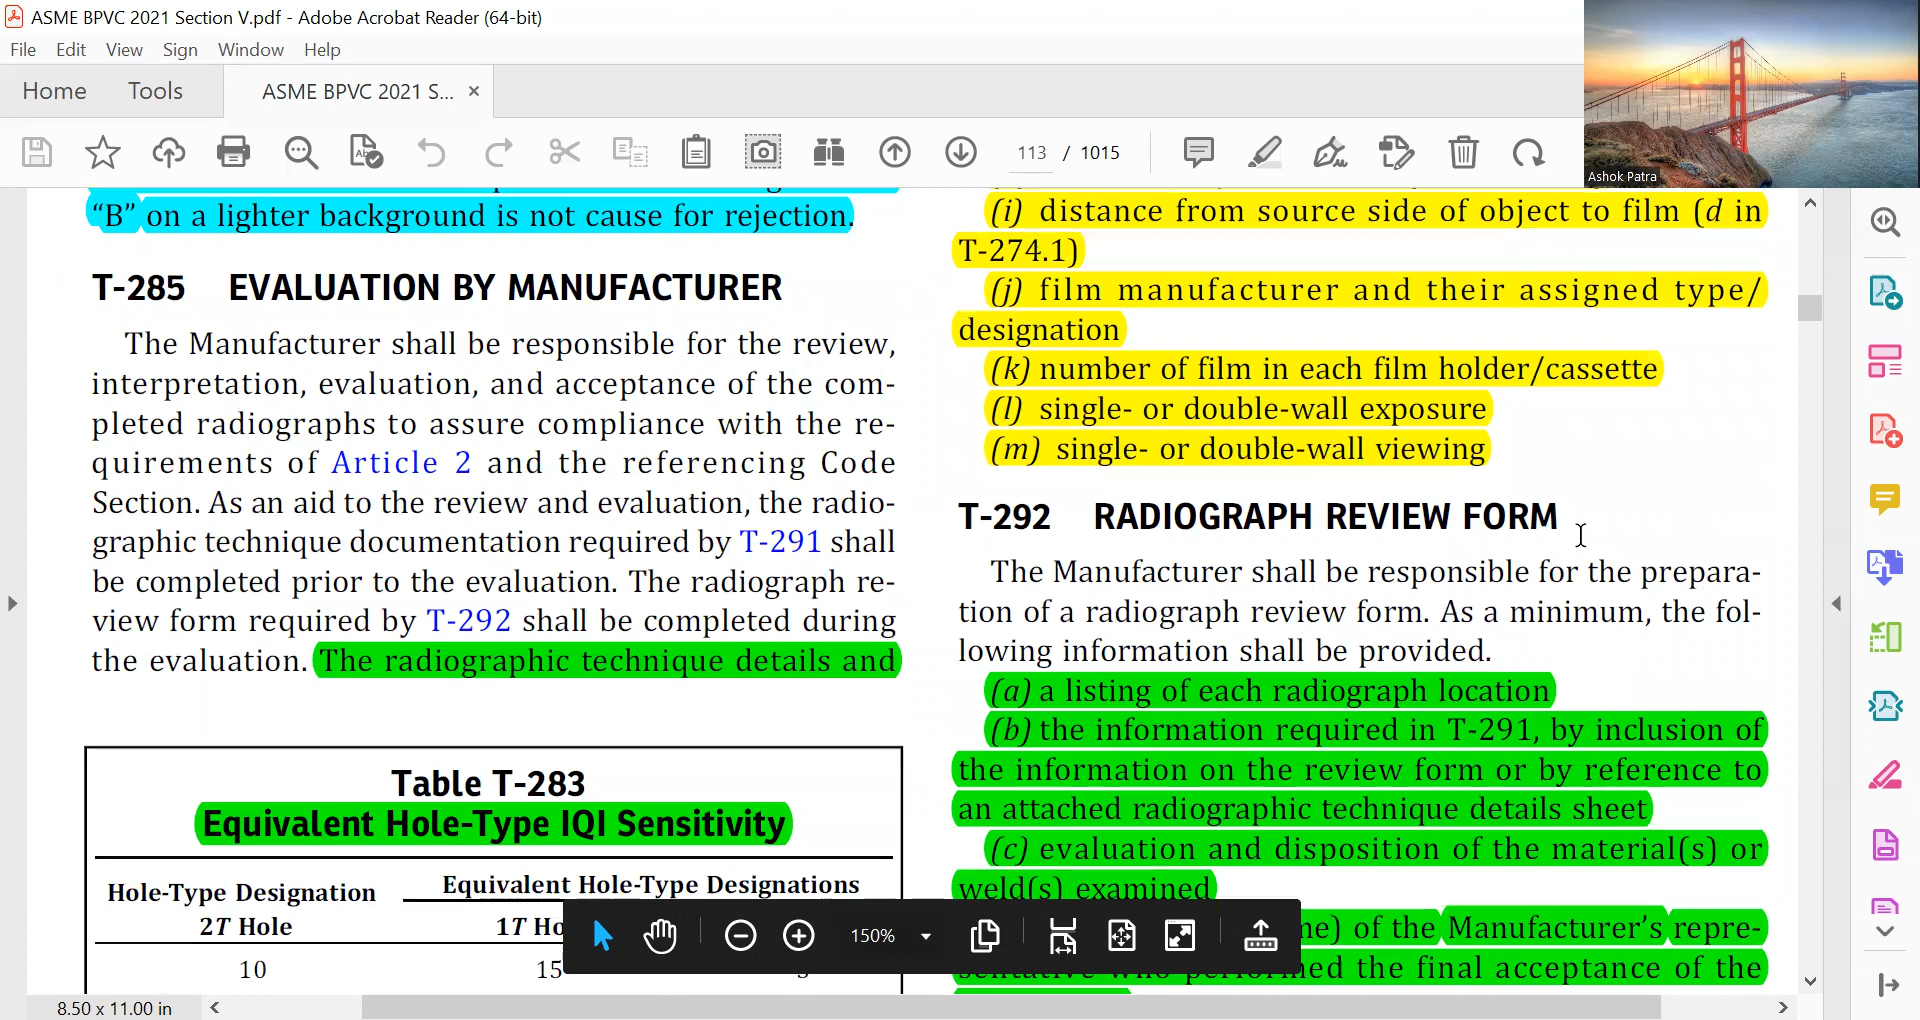 ASME BPVC 2021 Section V.pdf - Adobe Acrobat Reader (64-bit)
File Edit View Sign Window Help
Home Tools ASME BPVC 2021 S... ×
113 / 1015
Ashok Patra
“B” on a lighter background is not cause for rejection.
T-285 EVALUATION BY MANUFACTURER
The Manufacturer shall be responsible for the review,
interpretation, evaluation, and acceptance of the com-
pleted radiographs to assure compliance with the re-
quirements of Article 2 and the referencing Code
Section. As an aid to the review and evaluation, the radio-
graphic technique documentation required by T-291 shall
be completed prior to the evaluation. The radiograph re-
view form required by T-292 shall be completed during
the evaluation. The radiographic technique details and
Table T-283
Equivalent Hole-Type IQI Sensitivity
Hole-Type Designation
Equivalent Hole-Type Designations
2T Hole
1T Ho
10
15
(i) distance from source side of object to film (d in
T-274.1)
(j) film manufacturer and their assigned type/
designation
(k) number of film in each film holder/cassette
(l) single- or double-wall exposure
(m) single- or double-wall viewing
T-292 RADIOGRAPH REVIEW FORM
The Manufacturer shall be responsible for the prepara-
tion of a radiograph review form. As a minimum, the fol-
lowing information shall be provided.
(a) a listing of each radiograph location
(b) the information required in T-291, by inclusion of
the information on the review form or by reference to
an attached radiographic technique details sheet
(c) evaluation and disposition of the material(s) or
weld(s) examined
of the Manufacturer’s repre-
the final acceptance of the
150%
8.50 x 11.00 in